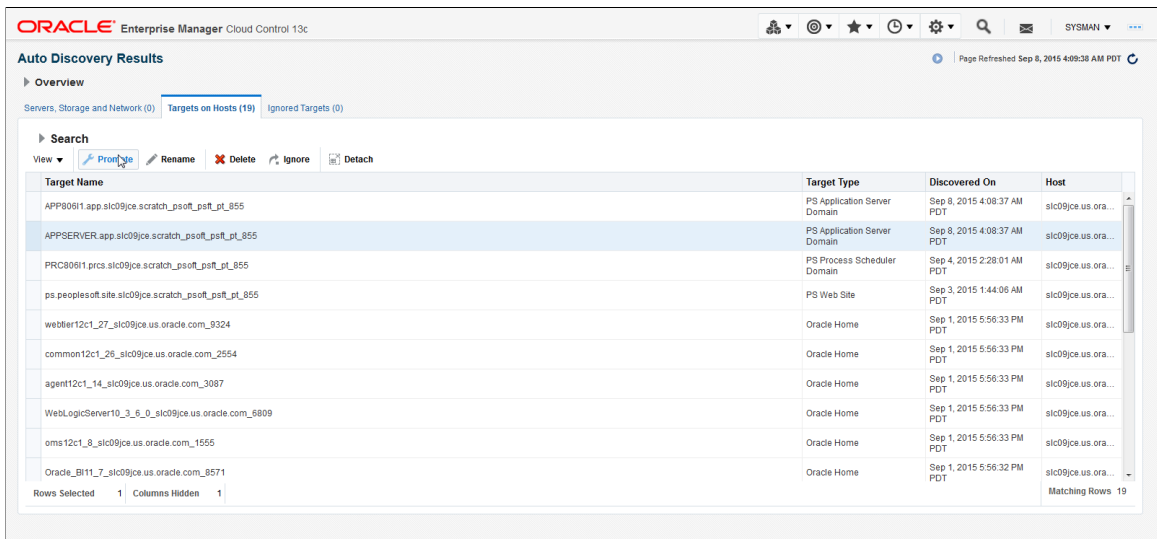 ORACLE Enterprise Manager Cloud Control 13c SYSMAN
Auto Discovery Results Page Refreshed Sep 8, 2015 4:09:38 AM PDT
Overview
Servers, Storage and Network (0) Targets on Hosts (19) Ignored Targets (0)
Search
View Promote Rename Delete Ignore Detach
Target Name Target Type Discovered On Host
APP806I1.app.slc09jce.scratch_psoft_psft_pt_855 PS Application Server Domain Sep 8, 2015 4:08:37 AM PDT slc09jce.us.ora...
APPSERVER.app.slc09jce.scratch_psoft_psft_pt_855 PS Application Server Domain Sep 8, 2015 4:08:37 AM PDT slc09jce.us.ora...
PRC806I1.prcs.slc09jce.scratch_psoft_psft_pt_855 PS Process Scheduler Domain Sep 4, 2015 2:28:01 AM PDT slc09jce.us.ora...
ps.peoplesoft.site.slc09jce.scratch_psoft_psft_pt_855 PS Web Site Sep 3, 2015 1:44:06 AM PDT slc09jce.us.ora...
webtier12c1_27_slc09jce.us.oracle.com_9324 Oracle Home Sep 1, 2015 5:56:33 PM PDT slc09jce.us.ora...
common12c1_26_slc09jce.us.oracle.com_2554 Oracle Home Sep 1, 2015 5:56:33 PM PDT slc09jce.us.ora...
agent12c1_14_slc09jce.us.oracle.com_3087 Oracle Home Sep 1, 2015 5:56:33 PM PDT slc09jce.us.ora...
WebLogicServer10_3_6_0_slc09jce.us.oracle.com_6809 Oracle Home Sep 1, 2015 5:56:33 PM PDT slc09jce.us.ora...
oms12c1_8_slc09jce.us.oracle.com_1555 Oracle Home Sep 1, 2015 5:56:33 PM PDT slc09jce.us.ora...
Oracle_BI11_7_slc09jce.us.oracle.com_8571 Oracle Home Sep 1, 2015 5:56:32 PM PDT slc09jce.us.ora...
Rows Selected 1 Columns Hidden 1 Matching Rows 19